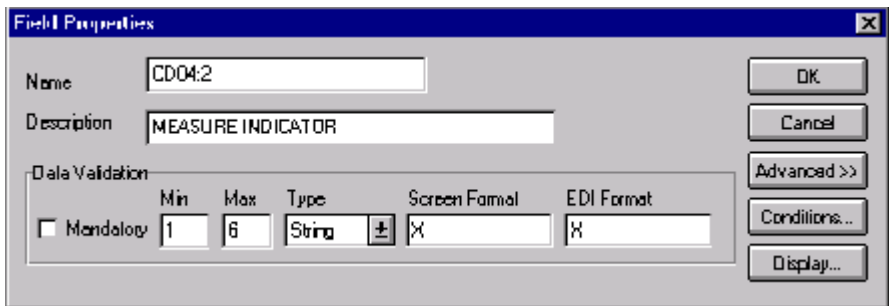 Field Properties
Name CD04:2
Description MEASURE INDICATOR
Data Validation
Min Max Type Screen Format EDI Format
Mandatory 1 6 String X X
OK
Cancel
Advanced >>
Conditions...
Display...